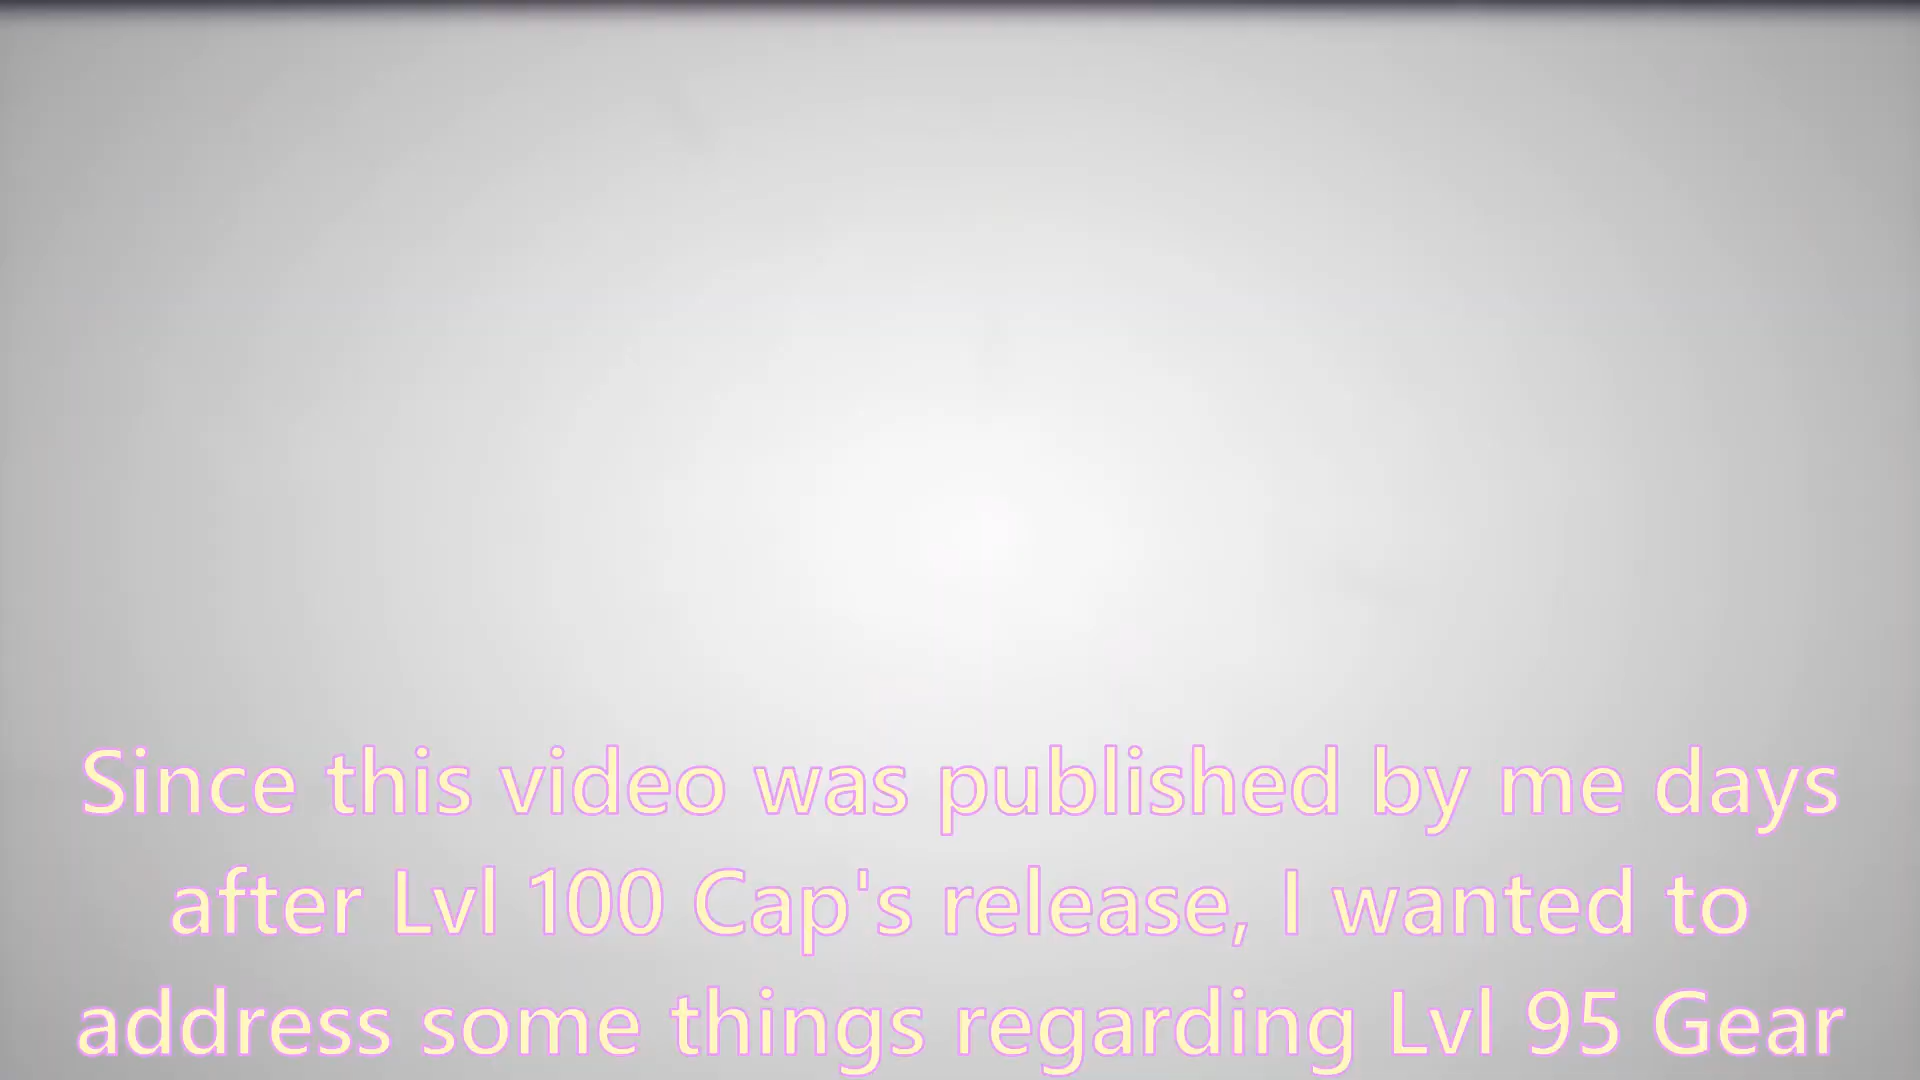 Since this video was published by me days
after Lvl 100 Cap's release, I wanted to
address some things regarding Lvl 95 Gear